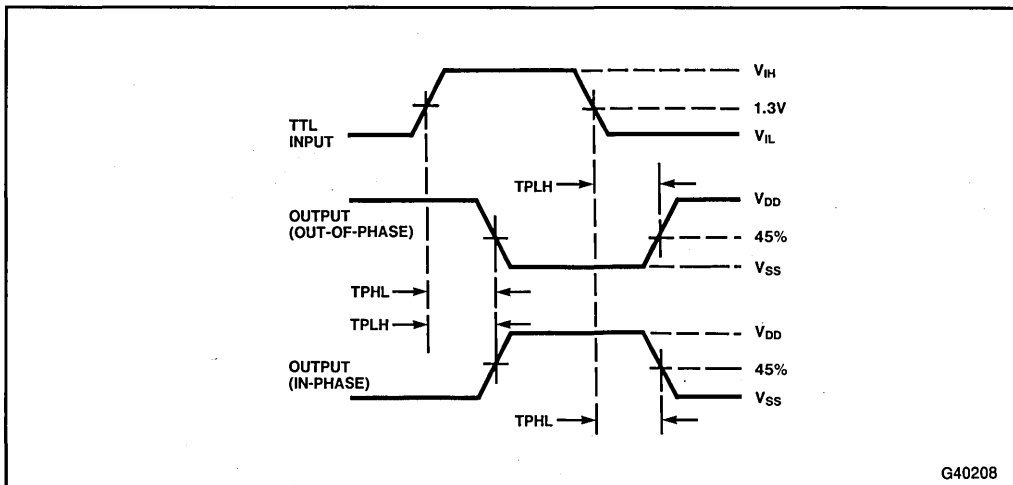 V_IH
1.3V
TTL
INPUT
V_IL
TPLH
V_DD
OUTPUT
(OUT-OF-PHASE)
45%
V_SS
TPHL
TPLH
V_DD
OUTPUT
(IN-PHASE)
45%
V_SS
TPHL
G40208